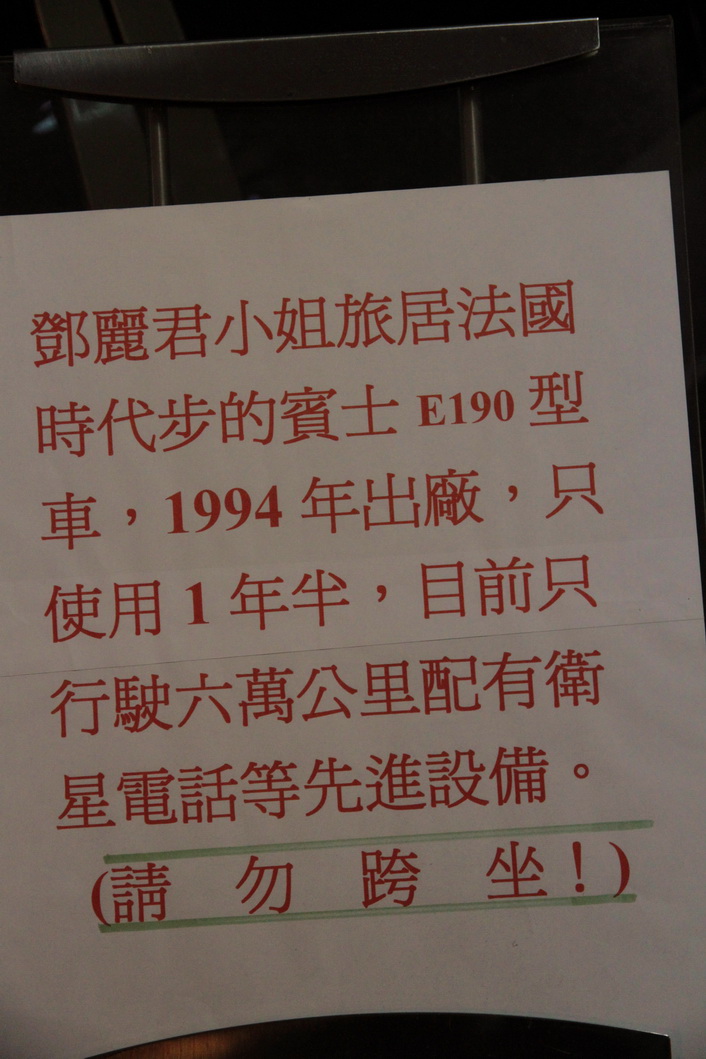 鄧麗君小姐旅居法國
時代步的賓士 E190 型
車，1994 年出廠，只
使用 1 年半，目前只
行駛六萬公里配有衛
星電話等先進設備。
(請 勿 跨 坐！)